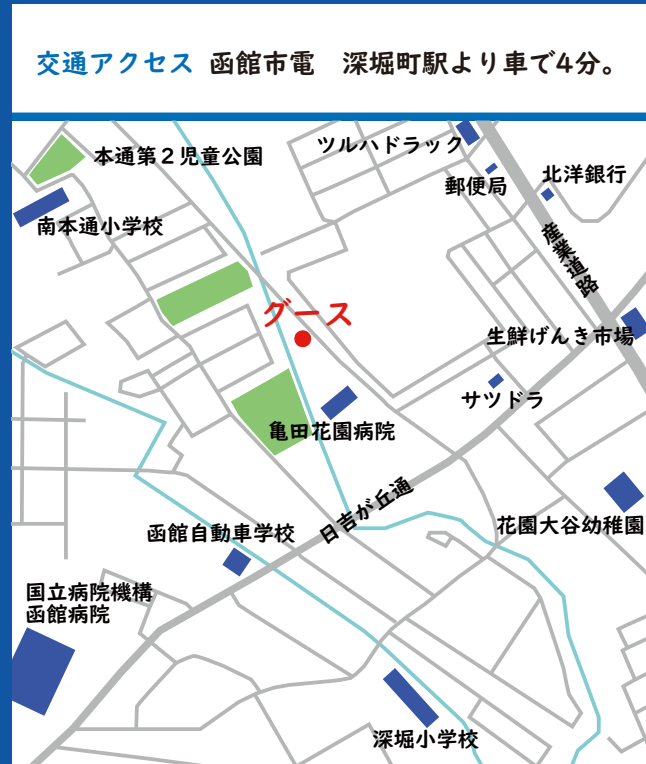 交通アクセス 函館市電　深堀町駅より車で4分。
本通第２児童公園
ツルハドラック
郵便局
北洋銀行
南本通小学校
産業道路
グース
生鮮げんき市場
サツドラ
亀田花園病院
日吉が丘通
花園大谷幼稚園
函館自動車学校
国立病院機構
函館病院
深堀小学校